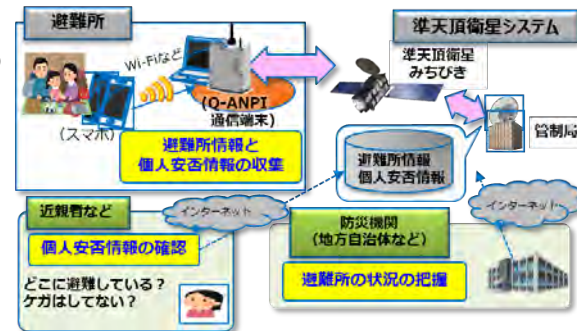 避難所
Wi-Fiなど
(スマホ)
(Q-ANPI
通信端末)
避難所情報と
個人安否情報の収集
準天頂衛星システム
準天頂衛星
みちびき
管制局
避難所情報
個人安否情報
近親者など
インターネット
個人安否情報の確認
どこに避難している?
ケガはしてない?
防災機関
(地方自治体など)
インターネット
避難所の状況の把握